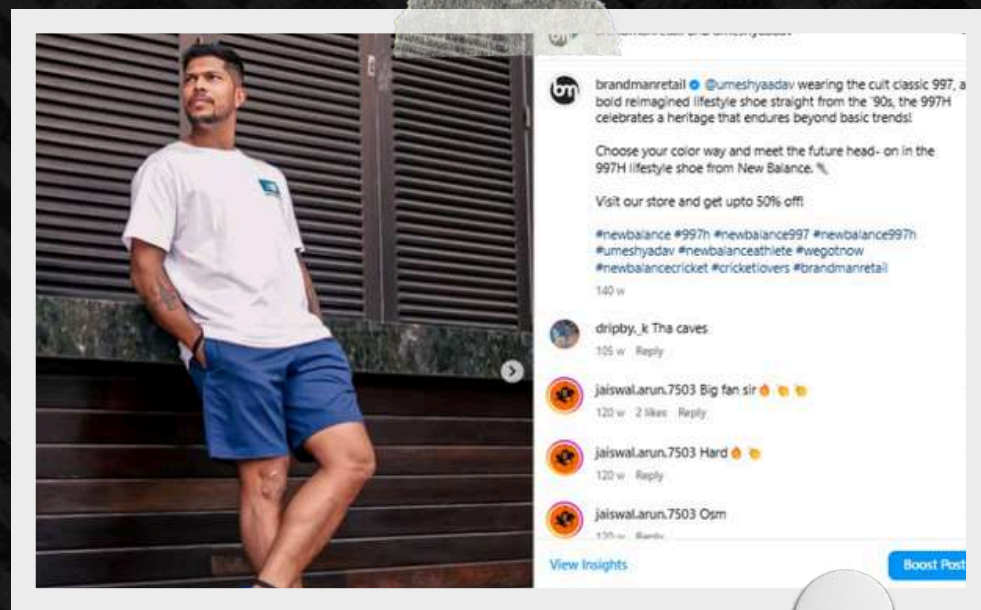 brandmanretail @umeshyaadav wearing the cult classic 997, a
bold reimagined lifestyle shoe straight from the '90s, the 997H
celebrates a heritage that endures beyond basic trends!
Choose your color way and meet the future head- on in the
997H lifestyle shoe from New Balance.
Visit our store and get upto 50% off!
#newbalance #997h #newbalance997 #newbalance997h
#umeshyadav #newbalanceathlete #wegotnow
#newbalancecricket #cricketlovers #brandmanretail
140 w
dripby._k Tha caves
105 w Reply
jaiswal.arun.7503 Big fan sir🔥 👏 👏
120 w 2 likes Reply
jaiswal.arun.7503 Hard🔥 👏
120 w Reply
jaiswal.arun.7503 Osm
120 w Reply
View Insights
Boost Post